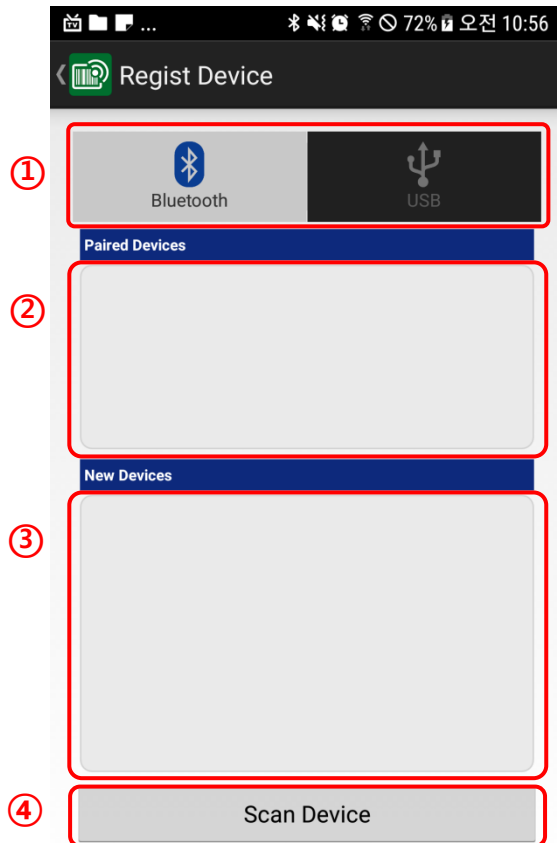 ... 72% 오전 10:56
Regist Device
①
Bluetooth USB
Paired Devices
②
New Devices
③
④
Scan Device